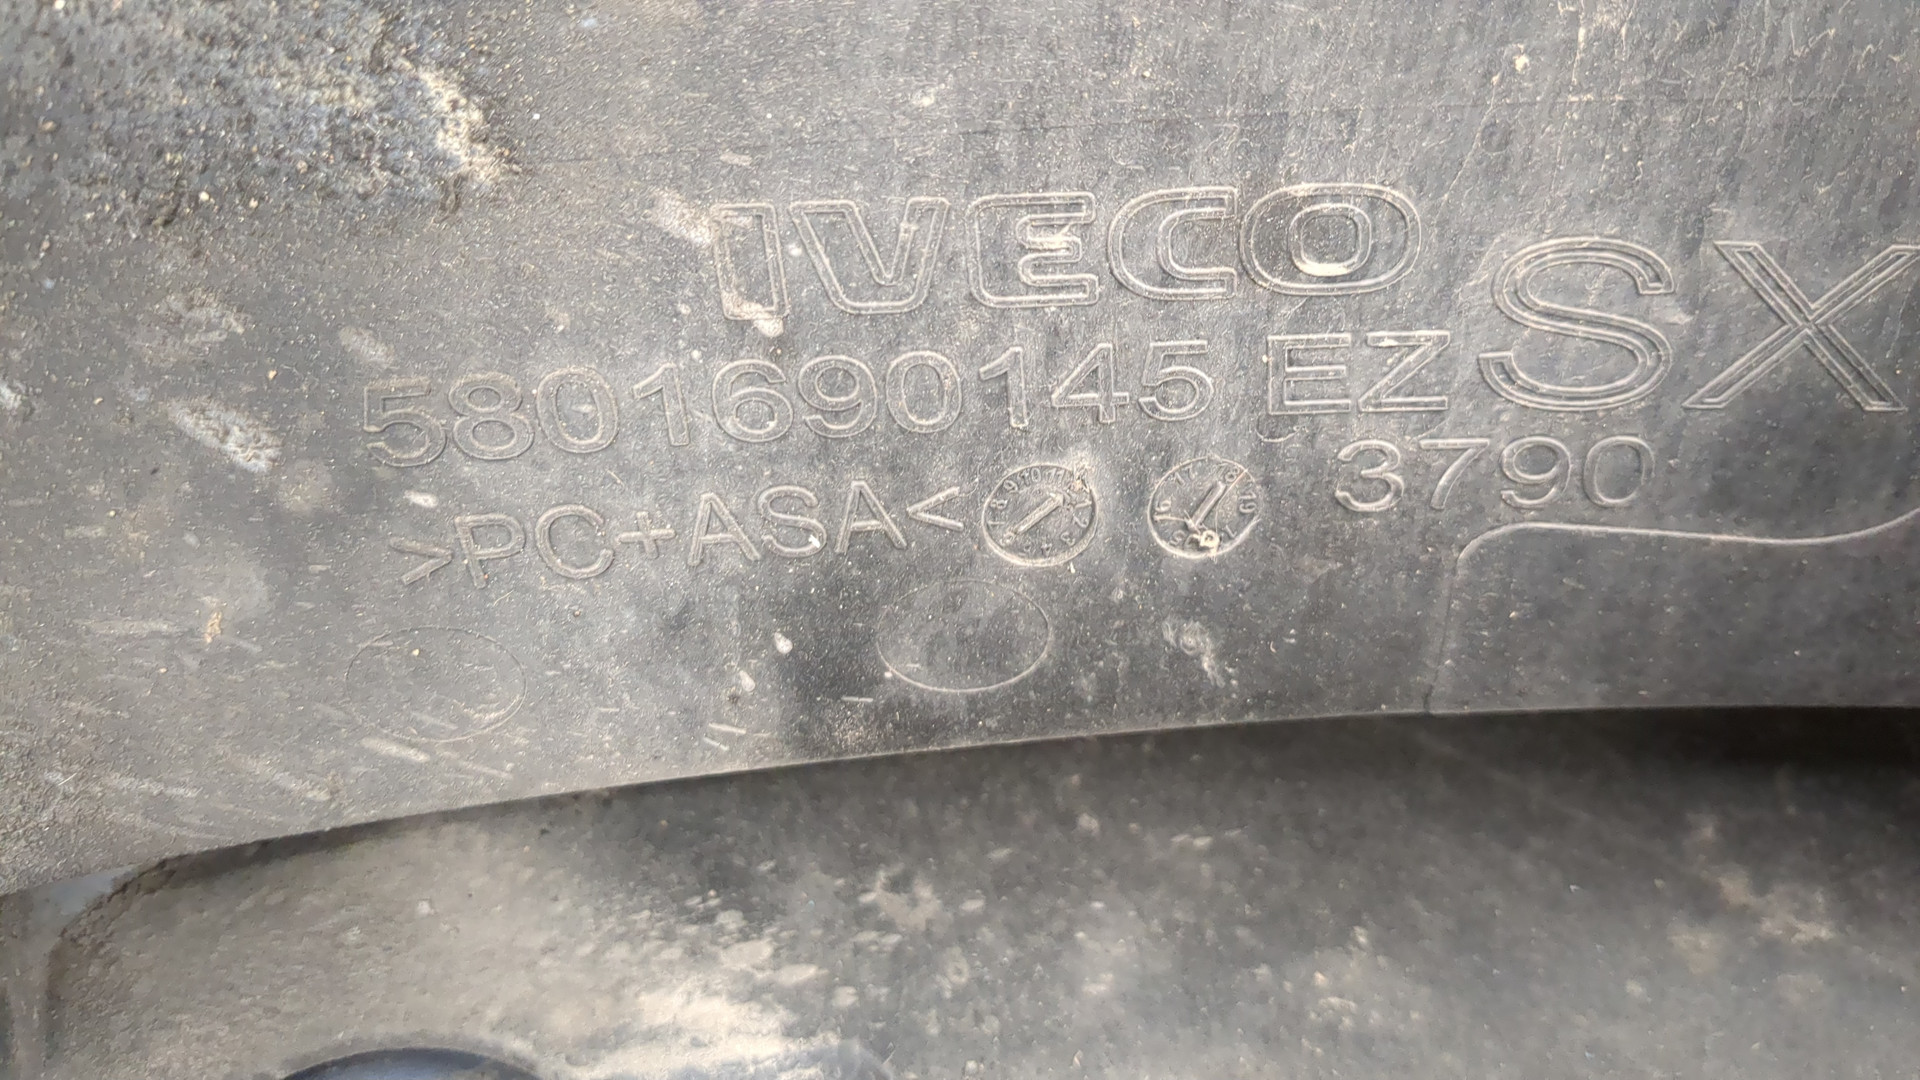 IVECO
5801690145 EZ SX
>PC+ASA< 3790